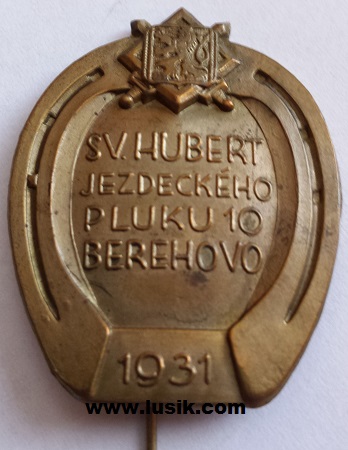 SV. HUBERT
JEZDECKÉHO
PLUKU 10
BEREHOVO
1931
www.lusik.com